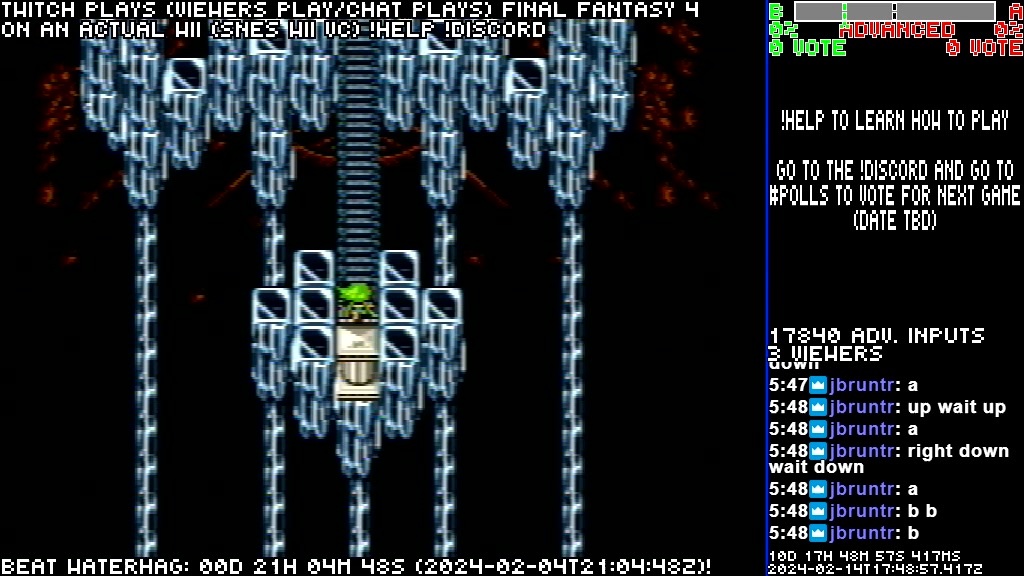 TWITCH PLAYS (VIEWERS PLAY/CHAT PLAYS) FINAL FANTASY 4
ON AN ACTUAL WII (SNES WII VC) !HELP !DISCORD
B A
0% ADVANCED 0%
0 VOTE 0 VOTE
!HELP TO LEARN HOW TO PLAY
GO TO THE !DISCORD AND GO TO
#POLLS TO VOTE FOR NEXT GAME
(DATE TBD)
17840 ADV. INPUTS
3 VIEWERS
down
5:47 jbruntr: a
5:48 jbruntr: up wait up
5:48 jbruntr: a
5:48 jbruntr: right down
wait down
5:48 jbruntr: a
5:48 jbruntr: b b
5:48 jbruntr: b
10D 17H 48M 57S 417MS
2024-02-14T17:48:57.417Z
BEAT WATERHAG: 00D 21H 04M 48S (2024-02-04T21:04:48Z)!